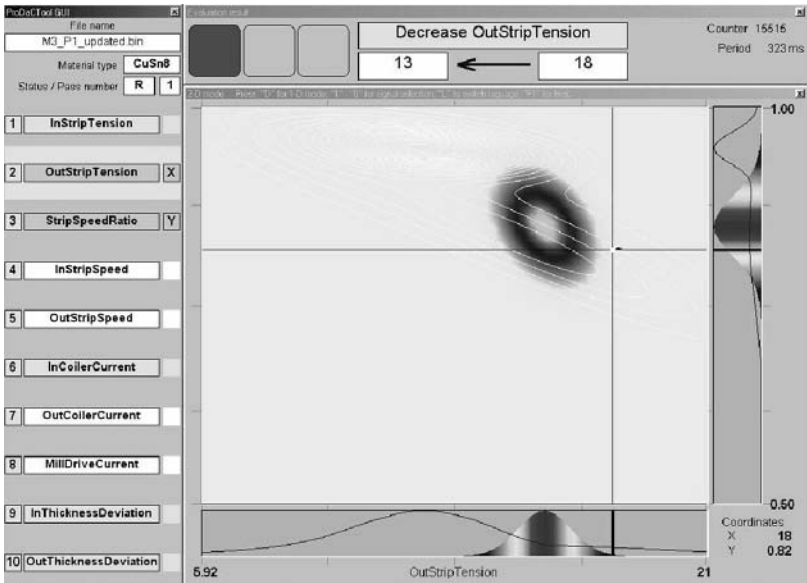 ProDaCTool GUI
File name
M3_P1_updated.bin
Material type CuSn8
Status / Pass number R 1
1 InStripTension
2 OutStripTension X
3 StripSpeedRatio Y
4 InStripSpeed
5 OutStripSpeed
6 InCoilerCurrent
7 OutCoilerCurrent
8 MillDriveCurrent
9 InThicknessDeviation
10 OutThicknessDeviation
Evaluation result
Decrease OutStripTension
13 18
Counter 15516
Period 323 ms
2-D mode
1.00
0.50
5.92 OutStripTension 21
Coordinates
X 18
Y 0.82